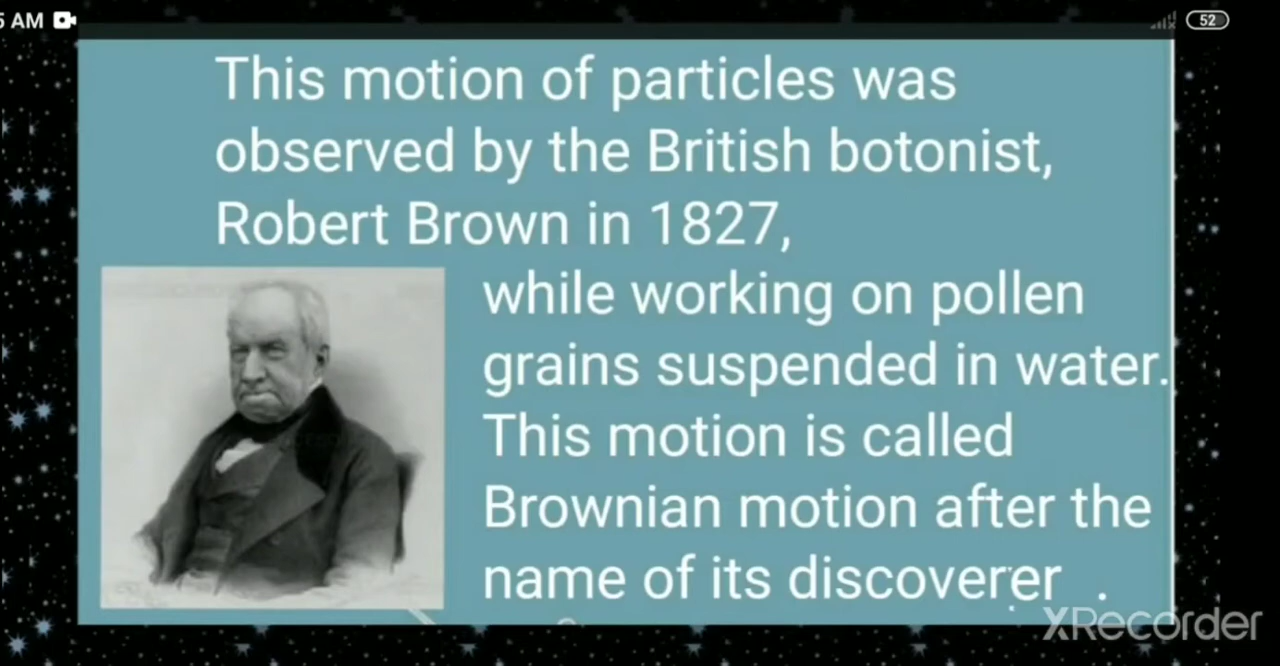 5 AM
52
This motion of particles was
observed by the British botonist,
Robert Brown in 1827,
while working on pollen
grains suspended in water.
This motion is called
Brownian motion after the
name of its discoverer .
XRecorder